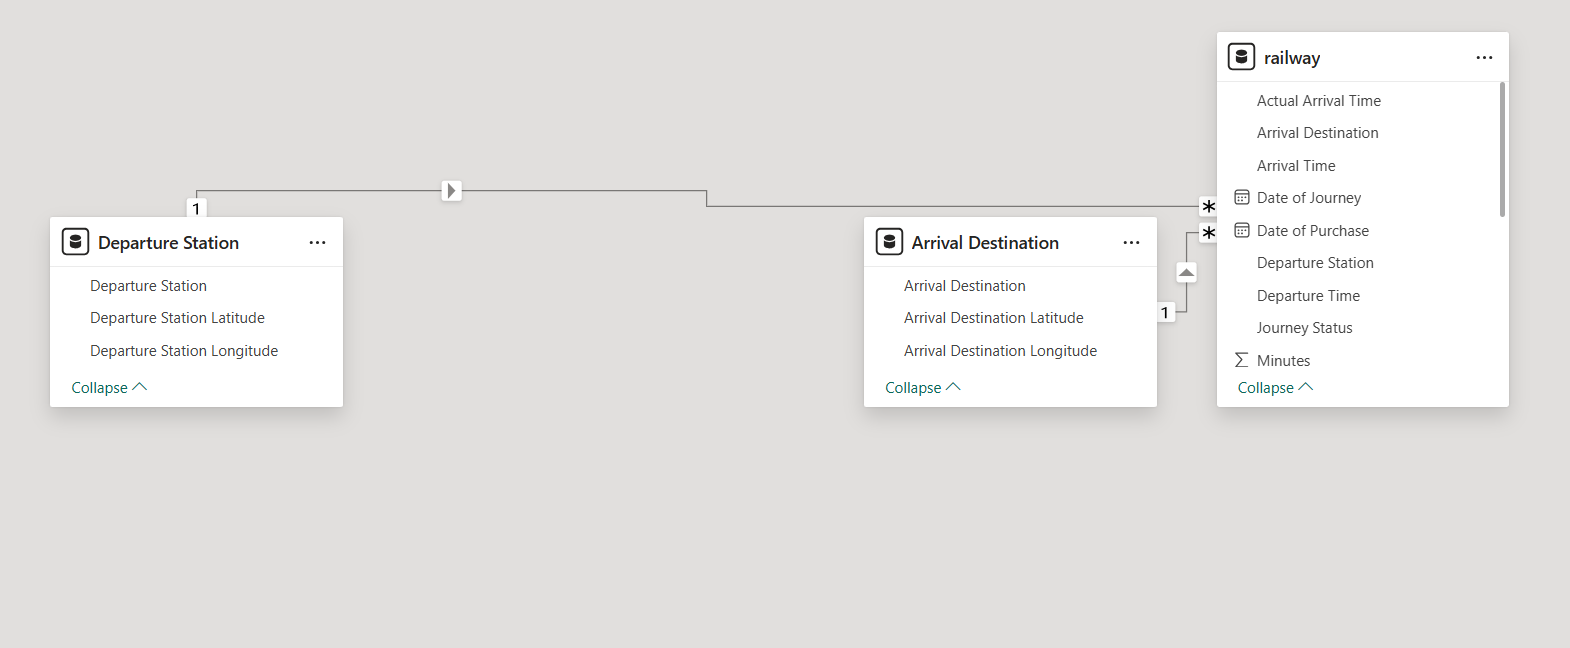 1
Departure Station
Departure Station
Departure Station Latitude
Departure Station Longitude
Collapse
Arrival Destination
Arrival Destination
Arrival Destination Latitude
Arrival Destination Longitude
Collapse
1
*
*
railway
Actual Arrival Time
Arrival Destination
Arrival Time
Date of Journey
Date of Purchase
Departure Station
Departure Time
Journey Status
Σ Minutes
Collapse